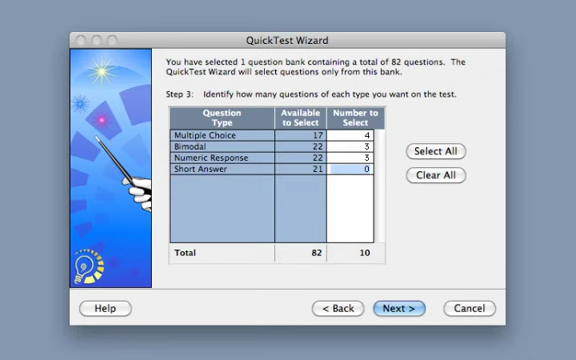 QuickTest Wizard
You have selected 1 question bank containing a total of 82 questions. The
QuickTest Wizard will select questions only from this bank.
Step 3: Identify how many questions of each type you want on the test.
Question Type Available to Select Number to Select
Multiple Choice 17 4
Bimodal 22 3
Numeric Response 22 3
Short Answer 21 0
Total 82 10
Select All
Clear All
Help < Back Next > Cancel